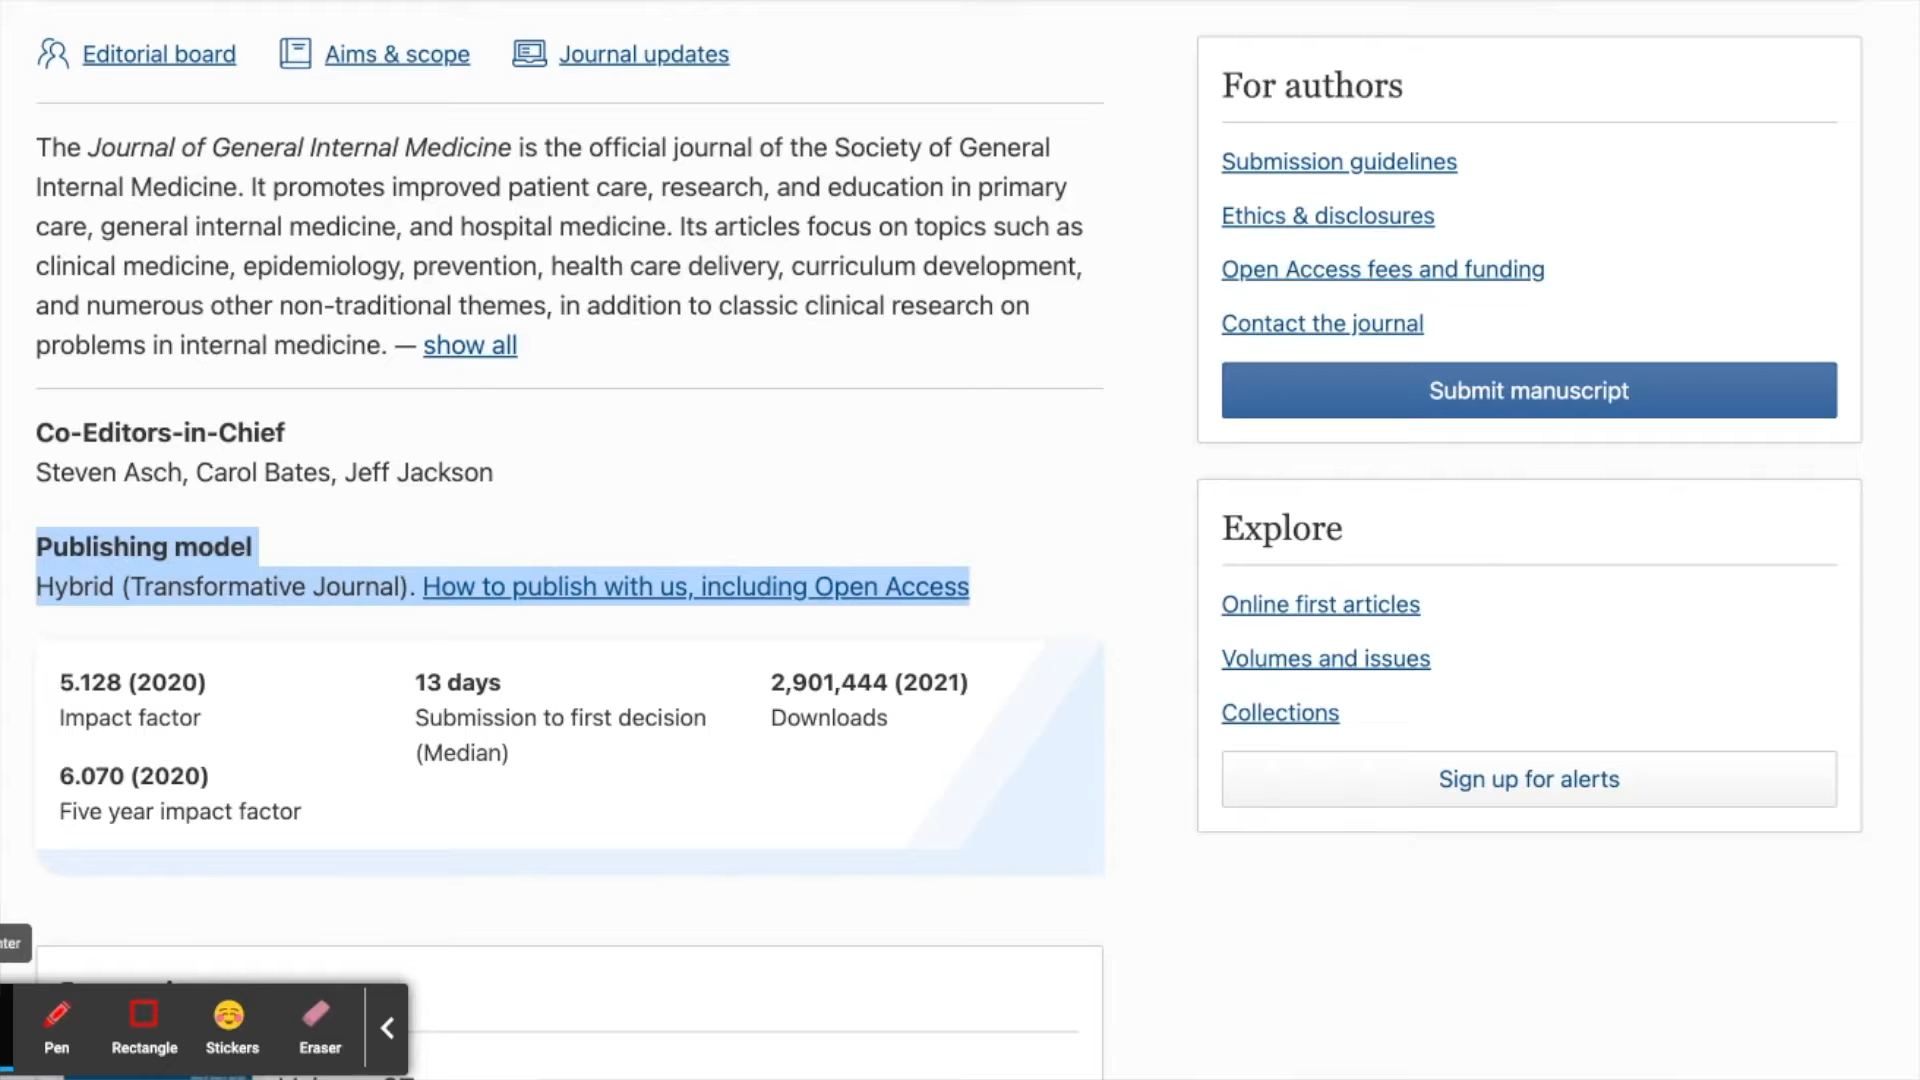 Editorial board
Aims & scope
Journal updates
The Journal of General Internal Medicine is the official journal of the Society of General
Internal Medicine. It promotes improved patient care, research, and education in primary
care, general internal medicine, and hospital medicine. Its articles focus on topics such as
clinical medicine, epidemiology, prevention, health care delivery, curriculum development,
and numerous other non-traditional themes, in addition to classic clinical research on
problems in internal medicine. — show all
Co-Editors-in-Chief
Steven Asch, Carol Bates, Jeff Jackson
Publishing model
Hybrid (Transformative Journal). How to publish with us, including Open Access
5.128 (2020)
Impact factor
6.070 (2020)
Five year impact factor
13 days
Submission to first decision
(Median)
2,901,444 (2021)
Downloads
For authors
Submission guidelines
Ethics & disclosures
Open Access fees and funding
Contact the journal
Submit manuscript
Explore
Online first articles
Volumes and issues
Collections
Sign up for alerts
Pen
Rectangle
Stickers
Eraser